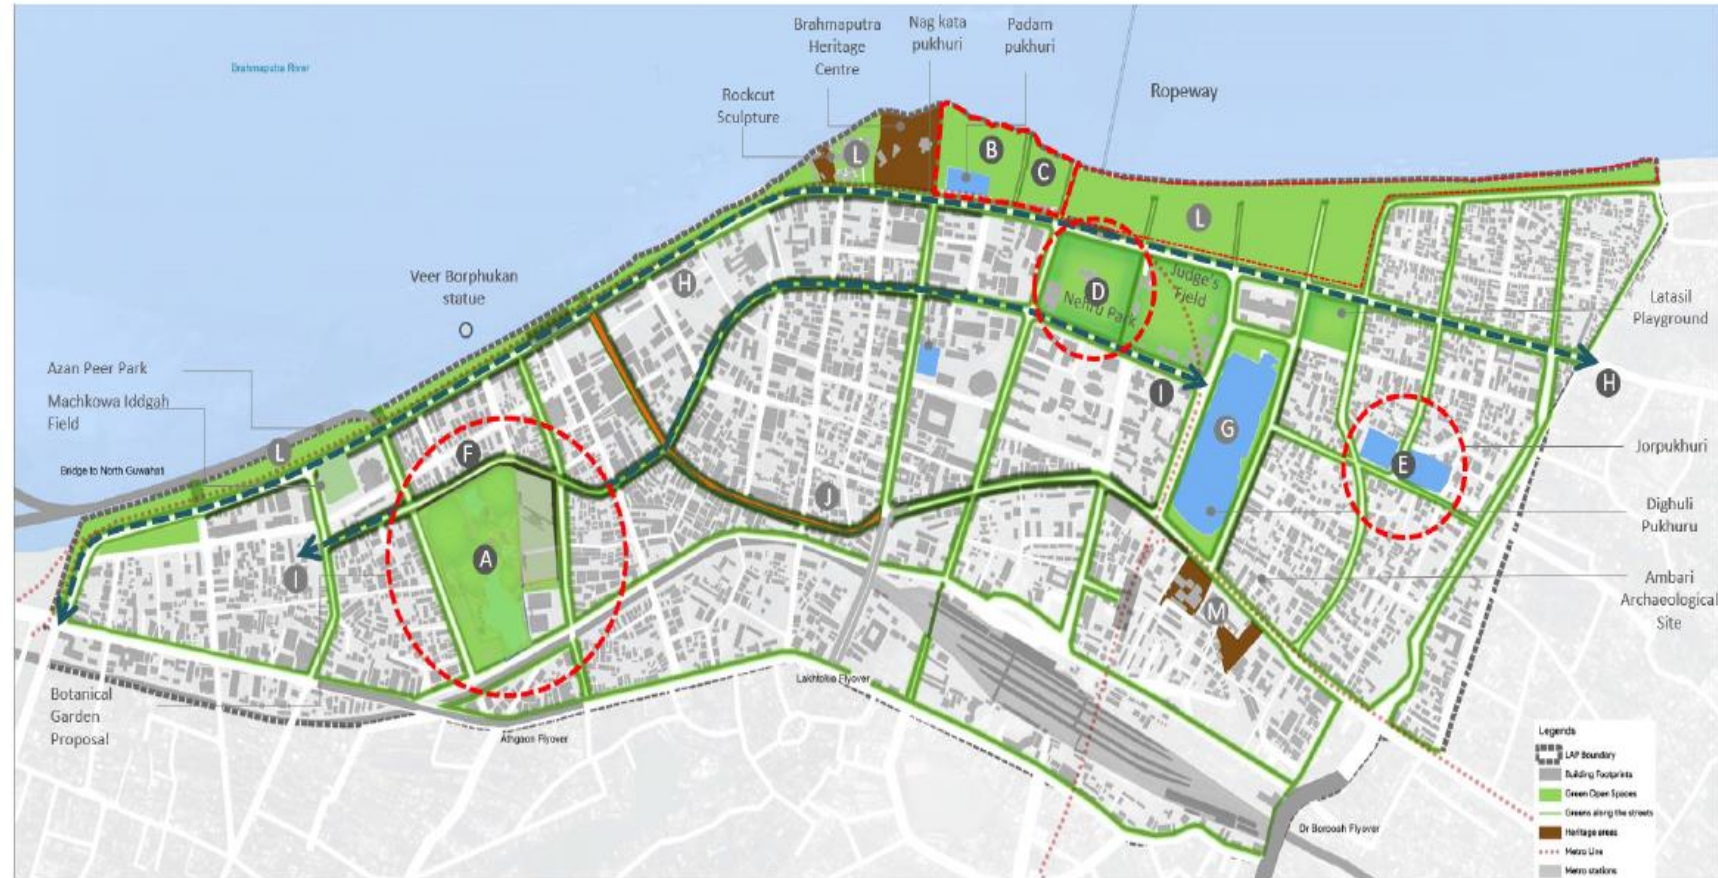 Brahmaputra River
Brahmaputra
Heritage
Centre
Nag kata
pukhuri
Padam
pukhuri
Ropeway
Rockcut
Sculpture
L
B
C
L
Veer Borphukan
statue
H
D
Nehru Park
Judge's
Field
Latasil
Playground
Azan Peer Park
Machkowa Iddgah
Field
L
Bridge to North Guwahati
F
I
H
G
E
Jorpukhuri
J
Dighuli
Pukhuru
A
I
Ambari
Archaeological
Site
M
Botanical
Garden
Proposal
Lakhtokia Flyover
Athgaon Flyover
Dr Borooah Flyover
Legends
LAP Boundary
Building Footprints
Green Open Spaces
Greens along the streets
Heritage areas
Metro Line
Metro stations